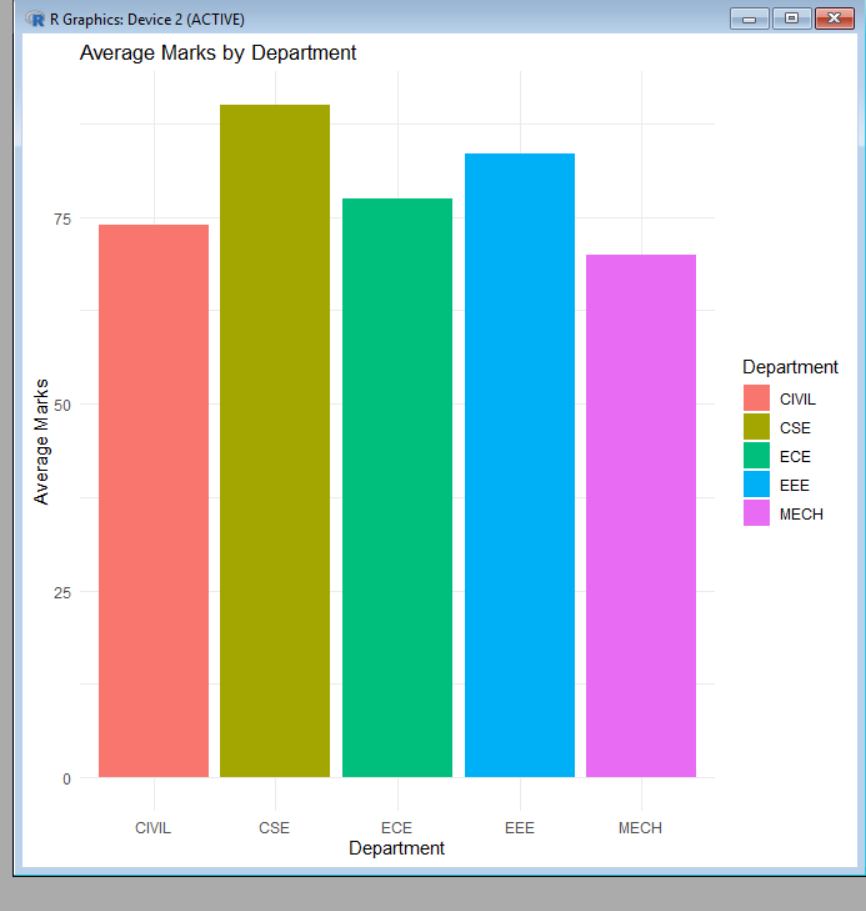 R Graphics: Device 2 (ACTIVE)
Average Marks by Department
75
50
25
0
Average Marks
CIVIL CSE ECE EEE MECH
Department
Department
CIVIL
CSE
ECE
EEE
MECH